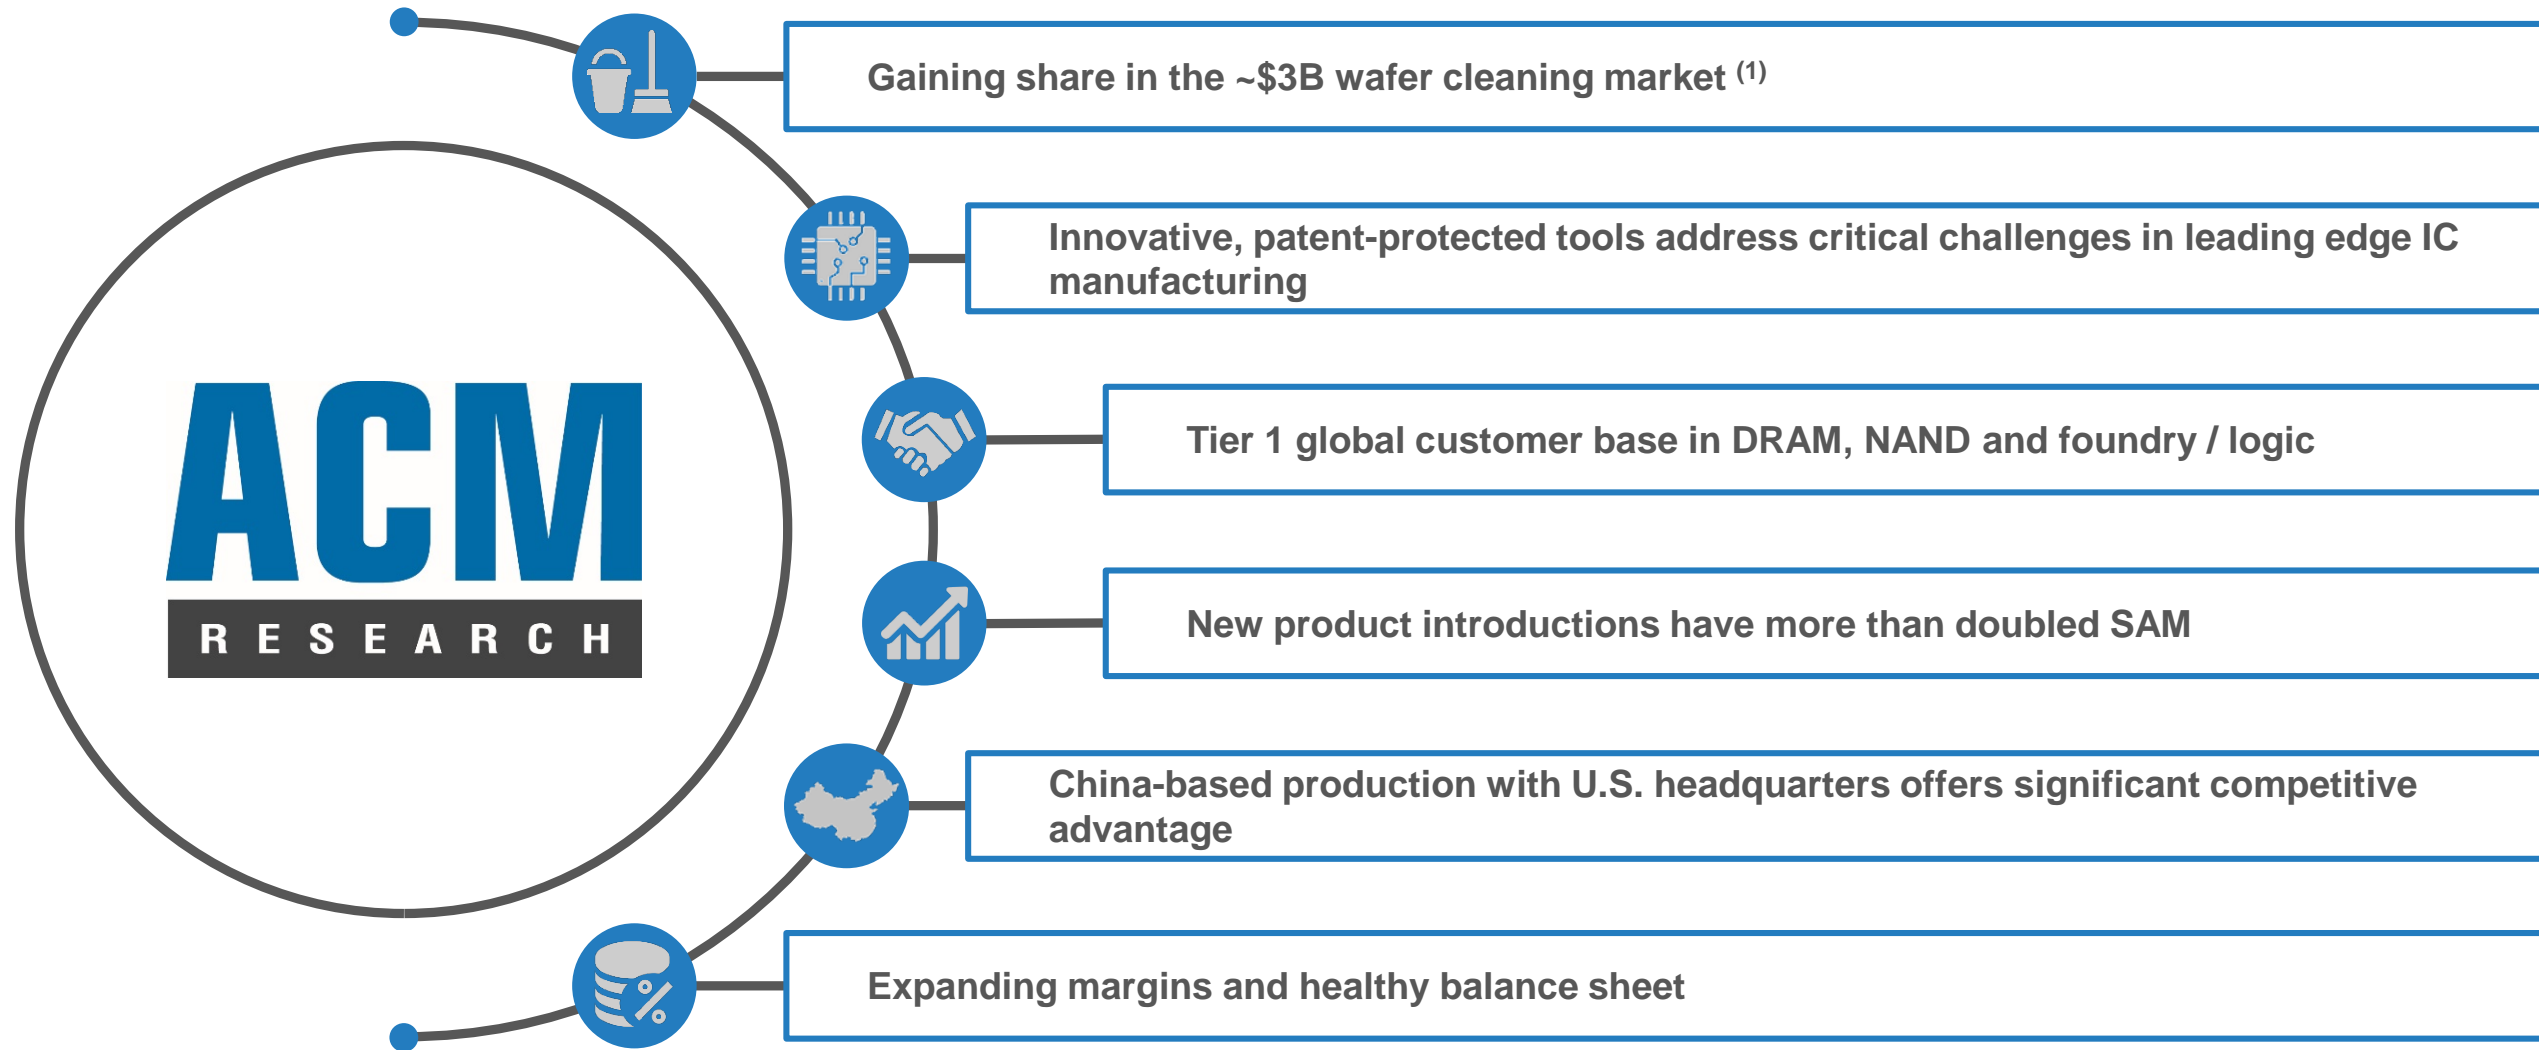 ACM
RESEARCH
Gaining share in the ~$3B wafer cleaning market (1)
Innovative, patent-protected tools address critical challenges in leading edge IC
manufacturing
Tier 1 global customer base in DRAM, NAND and foundry / logic
New product introductions have more than doubled SAM
China-based production with U.S. headquarters offers significant competitive
advantage
Expanding margins and healthy balance sheet